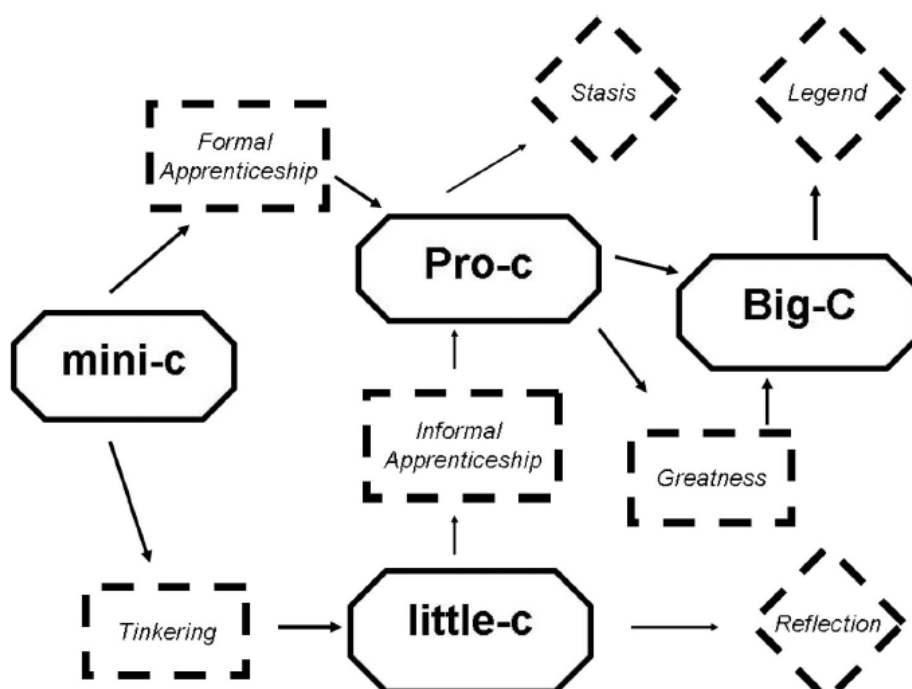 Stasis
Legend
Formal
Apprenticeship
Pro-c
Big-C
mini-c
Informal
Apprenticeship
Greatness
Tinkering
little-c
Reflection